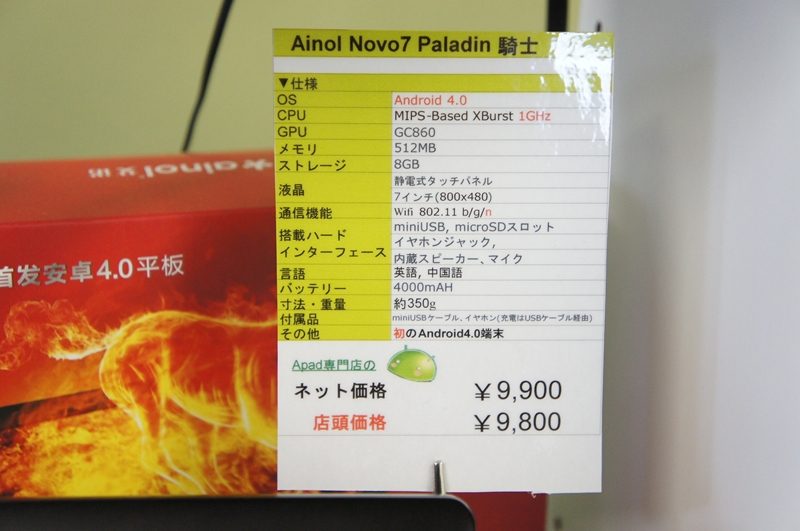 Ainol Novo7 Paladin 騎士
▼仕様
OS Android 4.0
CPU MIPS-Based XBurst 1GHz
GPU GC860
メモリ 512MB
ストレージ 8GB
液晶 静電式タッチパネル
7インチ(800x480)
通信機能 Wifi 802.11 b/g/n
搭載ハード miniUSB, microSDスロット
インターフェース イヤホンジャック,
内蔵スピーカー、マイク
言語 英語, 中国語
バッテリー 4000mAH
寸法・重量 約350g
付属品 miniUSBケーブル、イヤホン(充電はUSBケーブル経由)
その他 初のAndroid4.0端末
Apad専門店の
ネット価格 ￥9,900
店頭価格 ￥9,800
ainol
首发安卓4.0平板